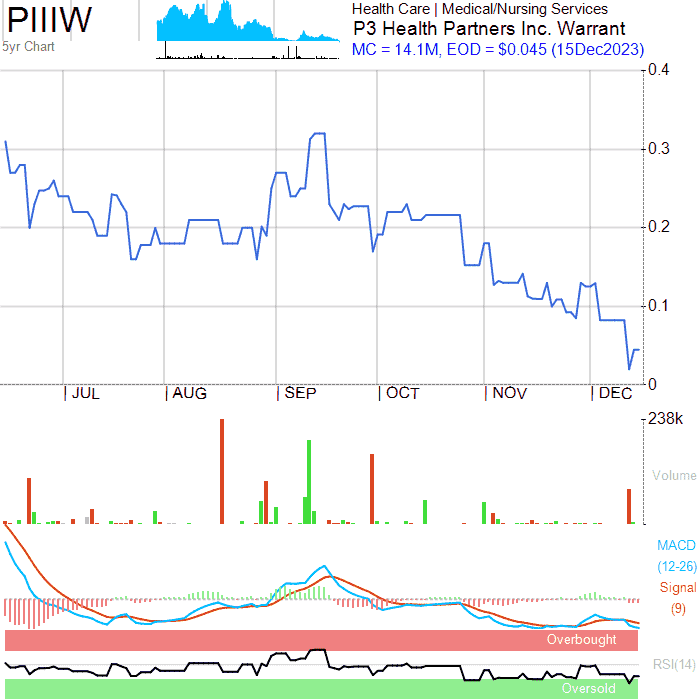 PIIIW
5yr Chart
Health Care | Medical/Nursing Services
P3 Health Partners Inc. Warrant
MC = 14.1M, EOD = $0.045 (15Dec2023)
0.4
0.3
0.2
0.1
0
| JUL | AUG | SEP | OCT | NOV | DEC
238k
Volume
MACD
(12-26)
Signal
(9)
Overbought
RSI(14)
Oversold